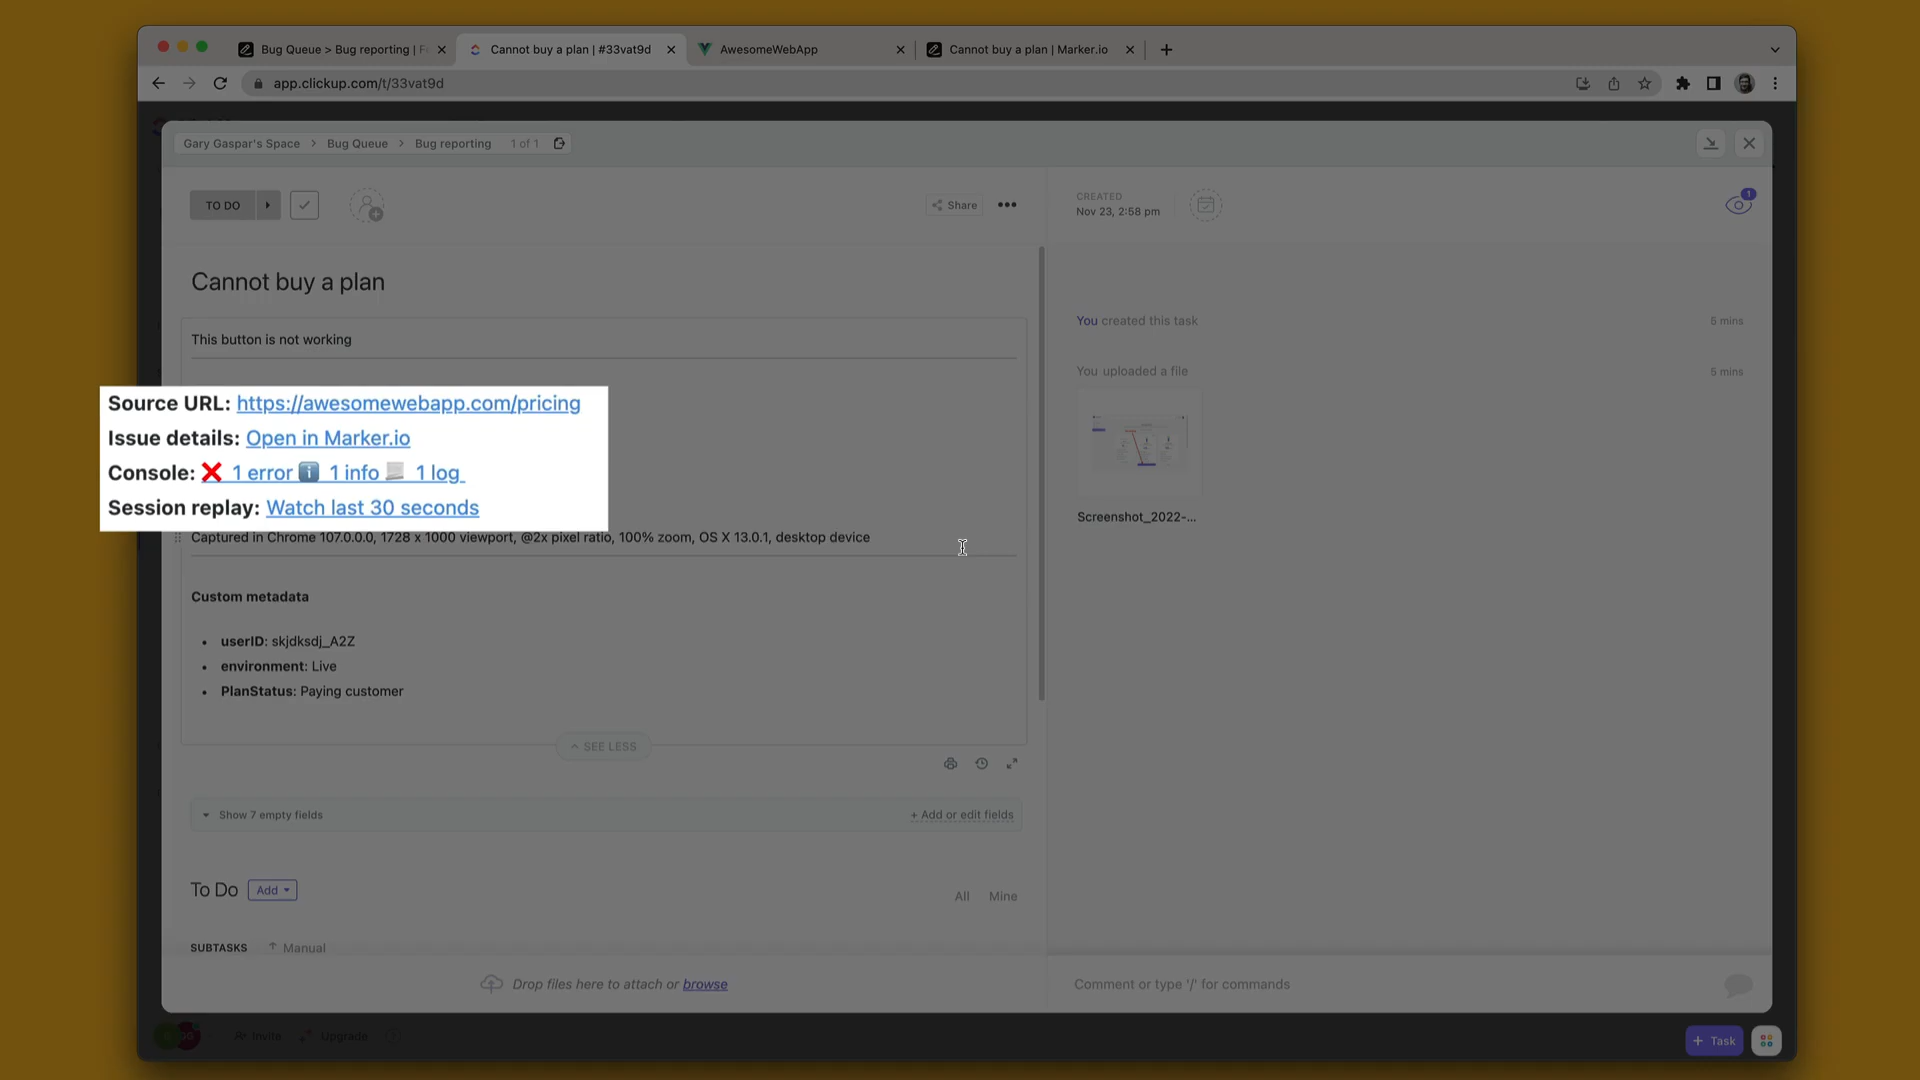 Bug Queue > Bug reporting | F
Cannot buy a plan | #33vat9d
AwesomeWebApp
Cannot buy a plan | Marker.io
app.clickup.com/t/33vat9d
Gary Gaspar's Space > Bug Queue > Bug reporting 1 of 1
TO DO
Share
CREATED
Nov 23, 2:58 pm
1
Cannot buy a plan
This button is not working
Source URL: https://awesomewebapp.com/pricing
Issue details: Open in Marker.io
Console: ❌ 1 error ℹ️ 1 info 📃 1 log
Session replay: Watch last 30 seconds
Captured in Chrome 107.0.0.0, 1728 x 1000 viewport, @2x pixel ratio, 100% zoom, OS X 13.0.1, desktop device
Custom metadata
• userID: skjdksdj_A2Z
• environment: Live
• PlanStatus: Paying customer
SEE LESS
Show 7 empty fields
+ Add or edit fields
To Do
Add
All
Mine
SUBTASKS
Manual
Drop files here to attach or browse
You created this task
5 mins
You uploaded a file
5 mins
Screenshot_2022-...
Comment or type '/' for commands
Invite
Upgrade
+ Task